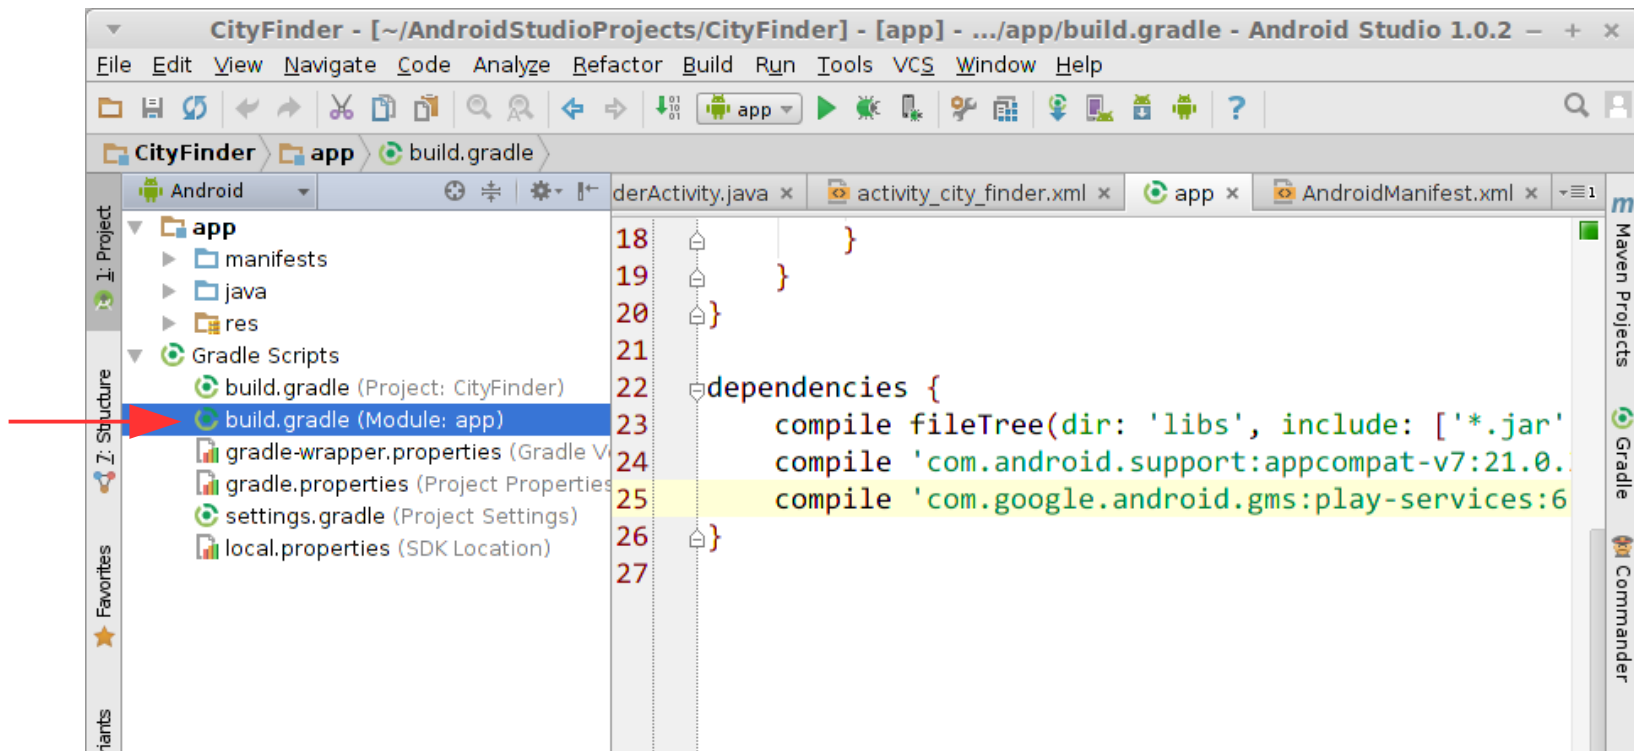 CityFinder - [~/AndroidStudioProjects/CityFinder] - [app] - .../app/build.gradle - Android Studio 1.0.2
File Edit View Navigate Code Analyze Refactor Build Run Tools VCS Window Help
app
CityFinder app build.gradle
Android
derActivity.java activity_city_finder.xml app AndroidManifest.xml 1
1: Project
Z: Structure
Favorites
riants
app
manifests
java
res
Gradle Scripts
build.gradle (Project: CityFinder)
build.gradle (Module: app)
gradle-wrapper.properties (Gradle V
gradle.properties (Project Properties
settings.gradle (Project Settings)
local.properties (SDK Location)
18 }
19 }
20 }
21
22 dependencies {
23 compile fileTree(dir: 'libs', include: ['*.jar'
24 compile 'com.android.support:appcompat-v7:21.0.
25 compile 'com.google.android.gms:play-services:6
26 }
27
m Maven Projects
Gradle
Commander